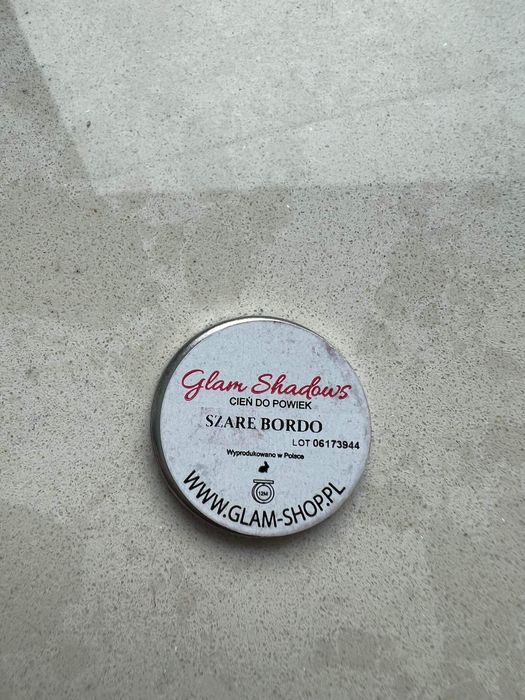 Glam Shadows
CIEŃ DO POWIEK
SZARE BORDO
LOT 06173944
Wyprodukowano w Polsce
12M
WWW.GLAM-SHOP.PL